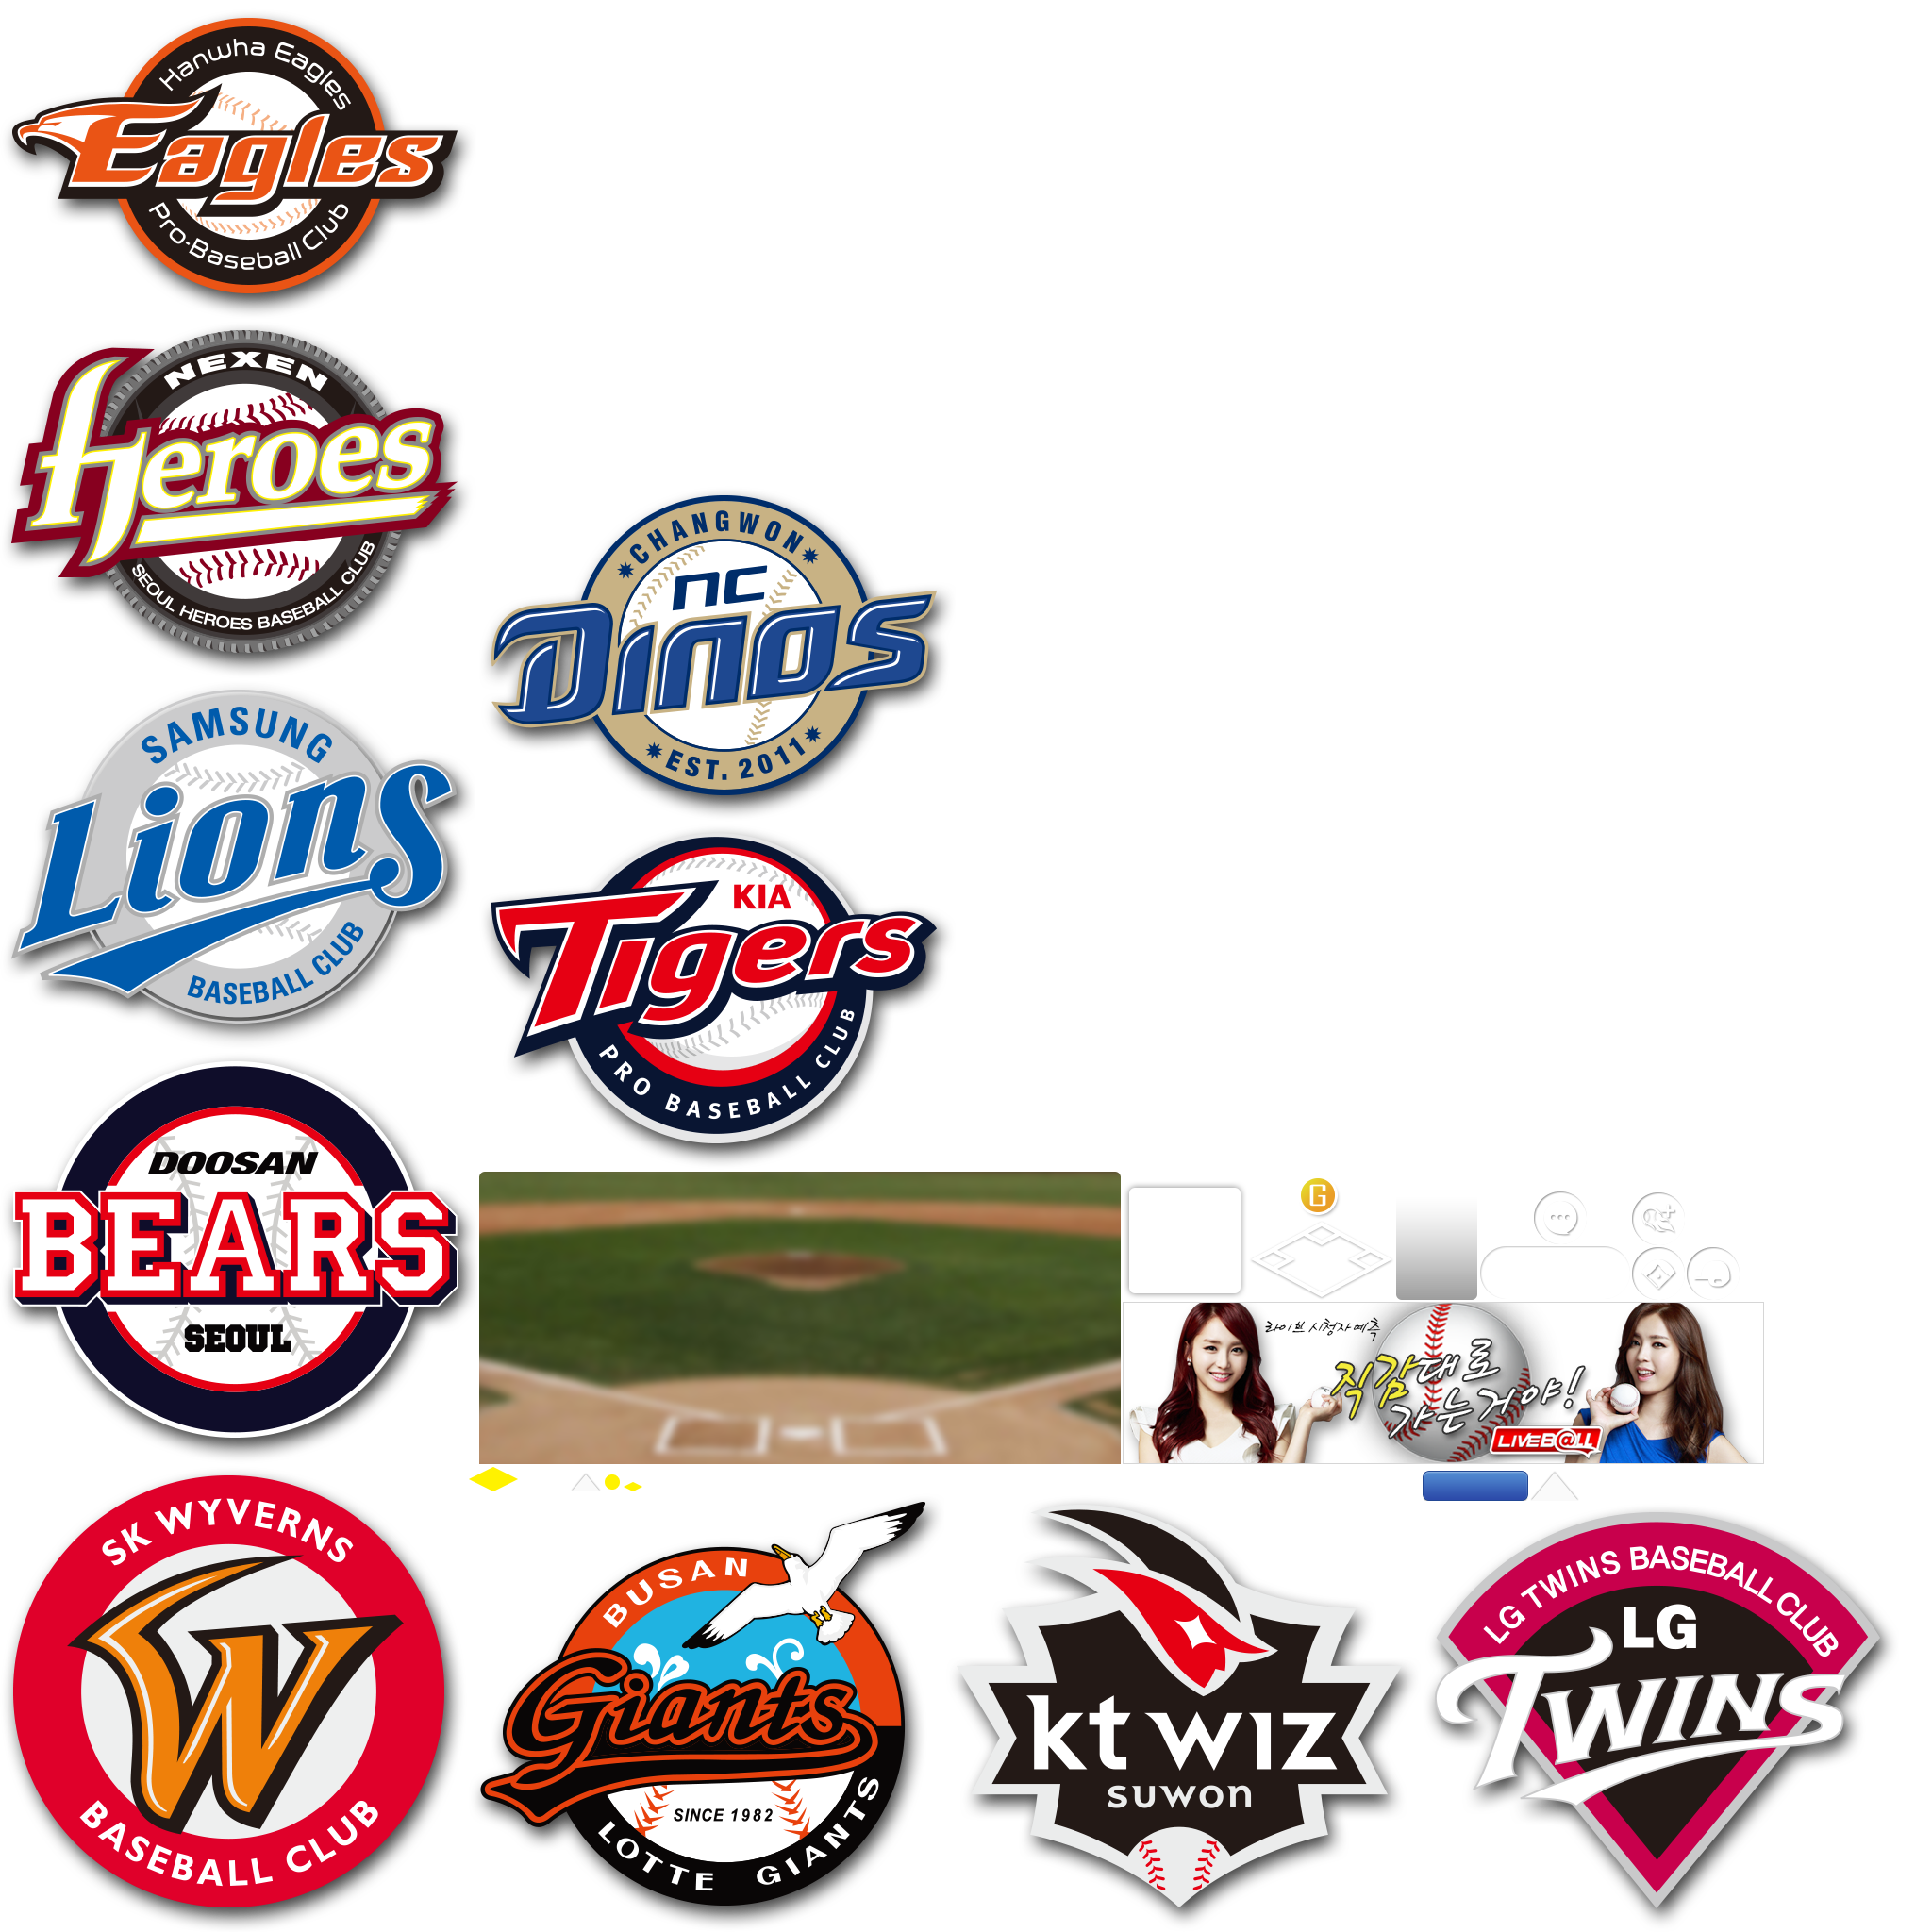 Hanwha Eagles
Eagles
Pro-Baseball Club
NEXEN
Heroes
SEOUL HEROES BASEBALL CLUB
SAMSUNG
Lions
BASEBALL CLUB
DOOSAN
BEARS
SEOUL
SK WYVERNS
W
BASEBALL CLUB
CHANGWON
NC
DINOS
EST. 2011
KIA
Tigers
PRO BASEBALL CLUB
G
라이브 시청자 예측
직감대로
가는거야!
LIVEB@LL
BUSAN
Giants
SINCE 1982
LOTTE GIANTS
kt wiz
suwon
LG TWINS BASEBALL CLUB
LG
TWINS